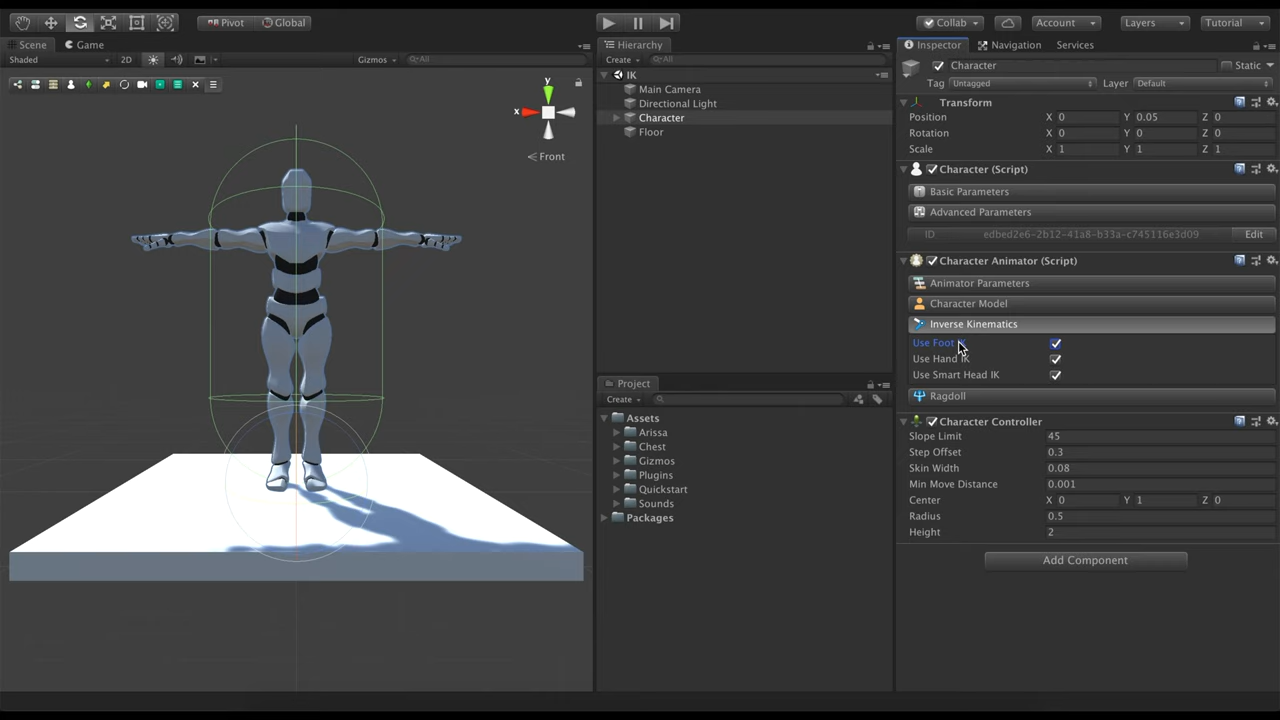 Pivot Global Collab Account Layers Tutorial
Scene Game
Shaded 2D Gizmos All
y
x
Front
Hierarchy
Create All
IK
Main Camera
Directional Light
Character
Floor
Project
Create
Assets
Arissa
Chest
Gizmos
Plugins
Quickstart
Sounds
Packages
Inspector Navigation Services
Character Static
Tag Untagged Layer Default
Transform
Position X 0 Y 0.05 Z 0
Rotation X 0 Y 0 Z 0
Scale X 1 Y 1 Z 1
Character (Script)
Basic Parameters
Advanced Parameters
ID edbed2e6-2b12-41a8-b33a-c745116e3d09 Edit
Character Animator (Script)
Animator Parameters
Character Model
Inverse Kinematics
Use Foot
Use Hand IK
Use Smart Head IK
Ragdoll
Character Controller
Slope Limit 45
Step Offset 0.3
Skin Width 0.08
Min Move Distance 0.001
Center X 0 Y 1 Z 0
Radius 0.5
Height 2
Add Component